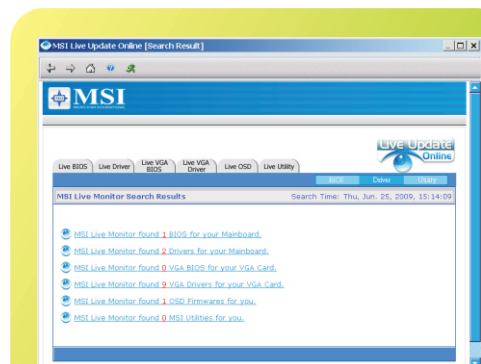 MSI Live Update Online [Search Result]
MSI
Live Update
Online
Live BIOS Live Driver Live VGA BIOS Live VGA Driver Live OSD Live Utility
BIOS Driver Utility
MSI Live Monitor Search Results Search Time: Thu, Jun. 25, 2009, 15:14:09
MSI Live Monitor found 1 BIOS for your Mainboard.
MSI Live Monitor found 2 Drivers for your Mainboard.
MSI Live Monitor found 0 VGA BIOS for your VGA Card.
MSI Live Monitor found 9 VGA Drivers for your VGA Card.
MSI Live Monitor found 1 OSD Firmwares for you.
MSI Live Monitor found 0 MSI Utilities for you.